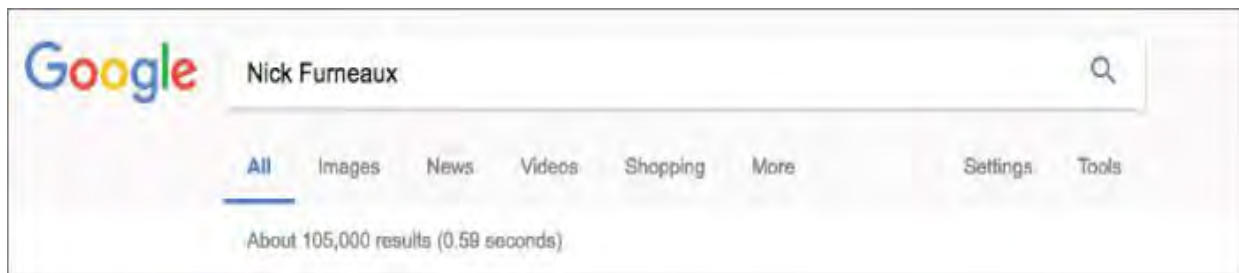 Google Nick Furneaux
All Images News Videos Shopping More Settings Tools
About 105,000 results (0.59 seconds)